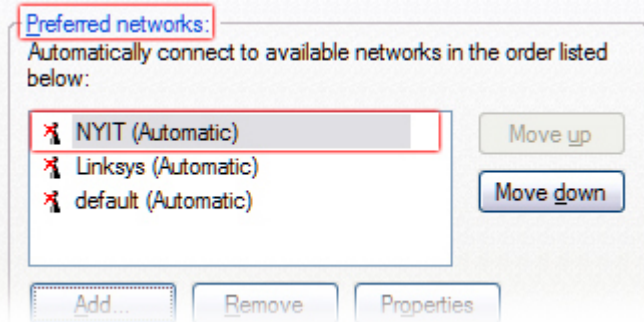 Preferred networks:
Automatically connect to available networks in the order listed
below:
NYIT (Automatic)
Move up
Linksys (Automatic)
Move down
default (Automatic)
Add...
Remove
Properties